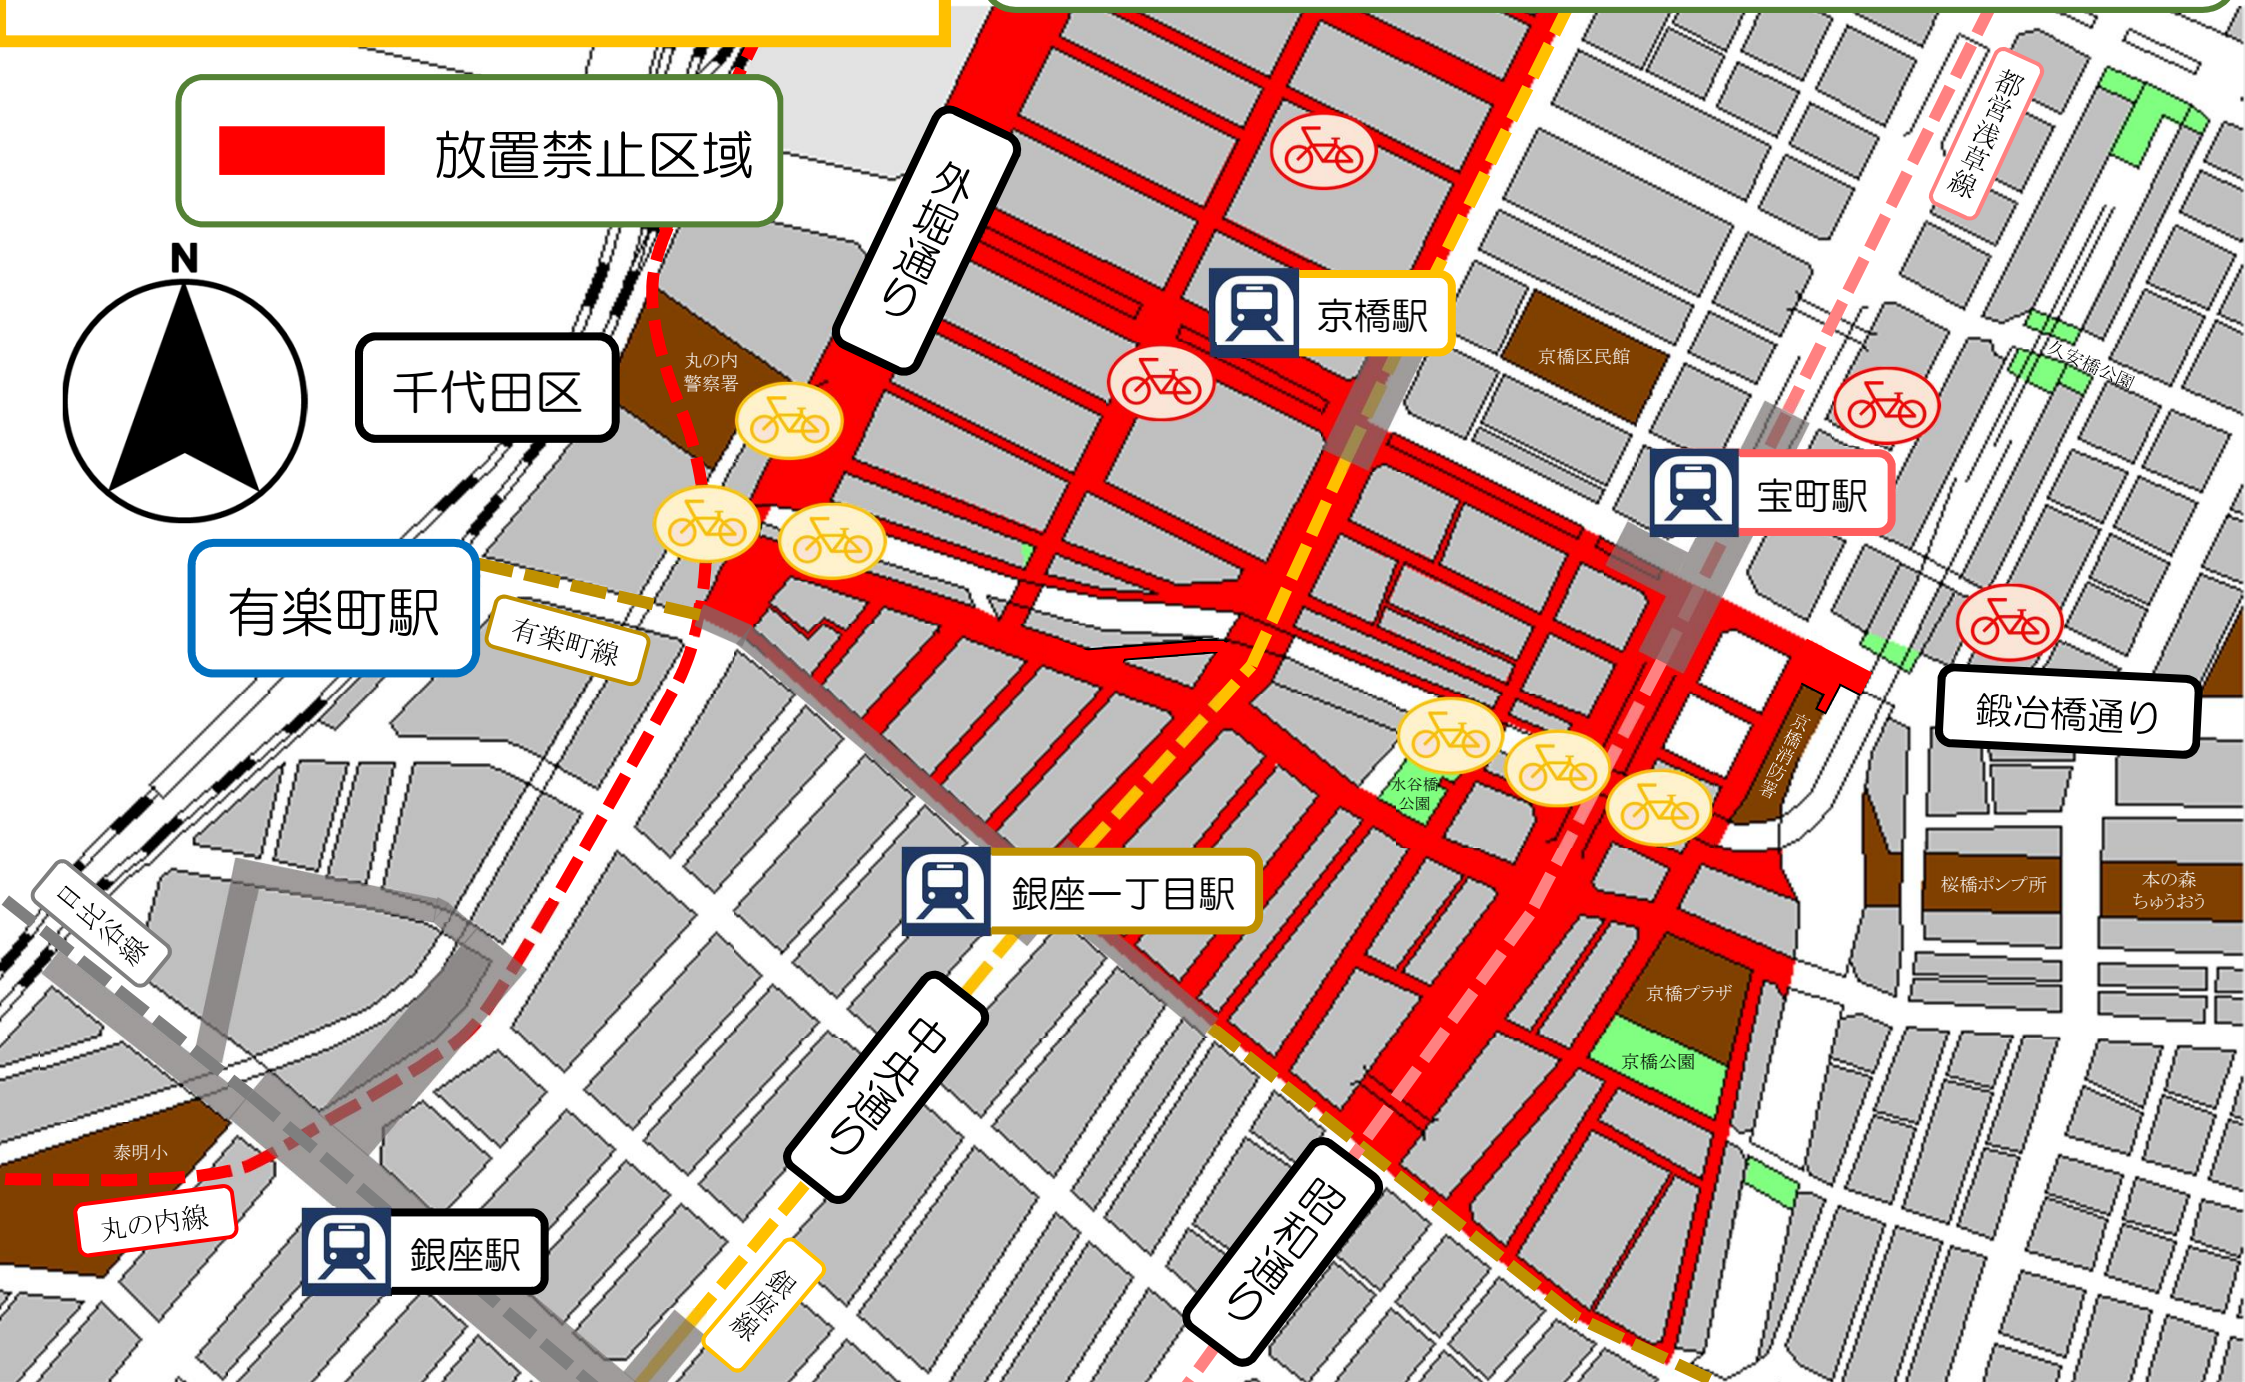 放置禁止区域
N
都営浅草線
外堀通り
京橋駅
京橋区民館
久安橋公園
千代田区
丸の内
警察署
宝町駅
有楽町駅
有楽町線
鍛冶橋通り
京橋消防署
水谷橋
公園
銀座一丁目駅
桜橋ポンプ所
本の森
ちゅうおう
日比谷線
京橋プラザ
京橋公園
中央通り
泰明小
丸の内線
銀座駅
昭和通り
銀座線